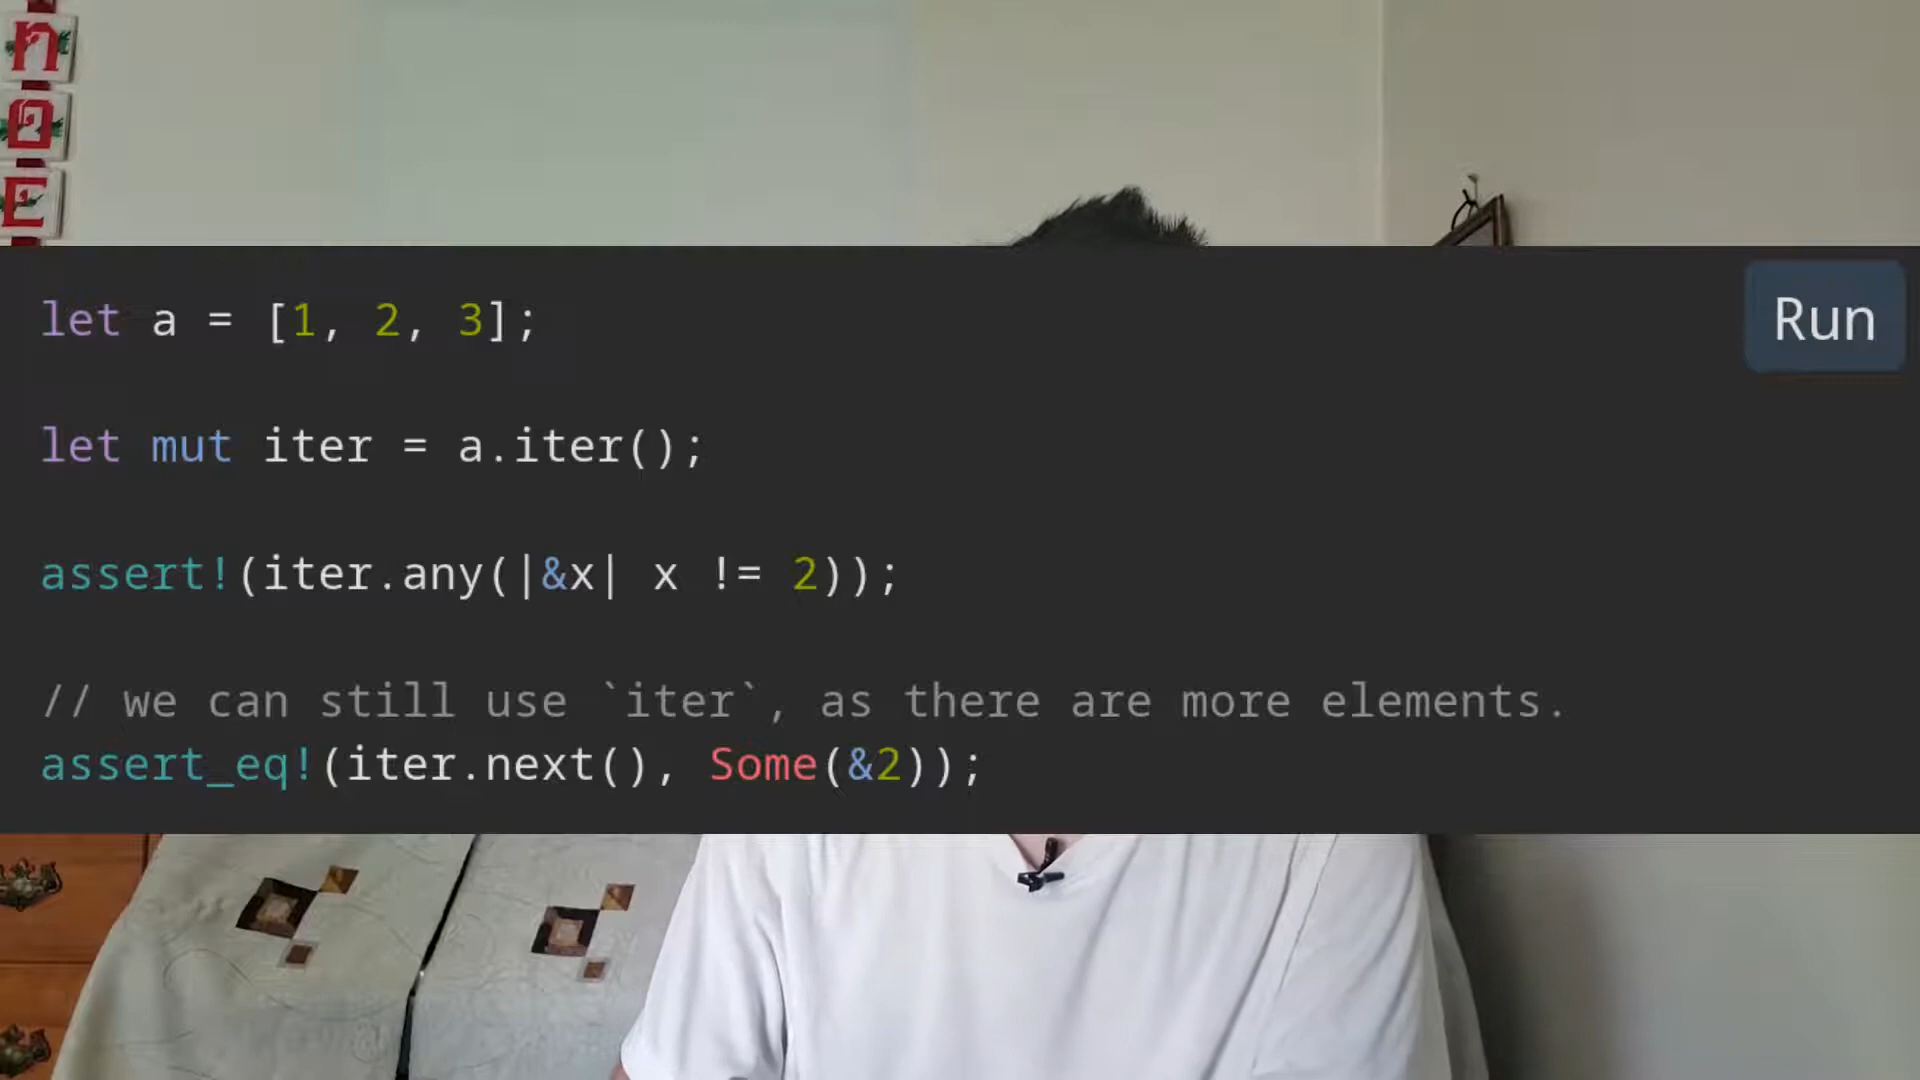 n
o
E
let a = [1, 2, 3];
Run
let mut iter = a.iter();
assert!(iter.any(|&x| x != 2));
// we can still use `iter`, as there are more elements.
assert_eq!(iter.next(), Some(&2));